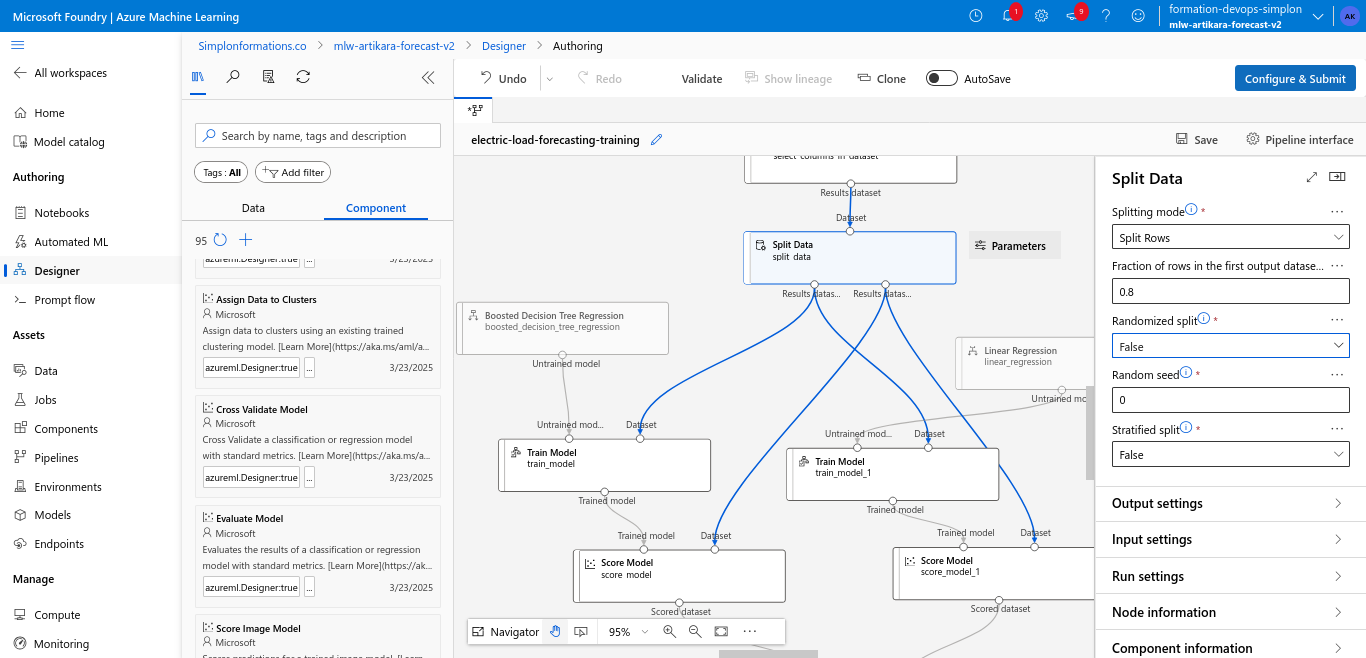 Microsoft Foundry | Azure Machine Learning
1
9
formation-devops-simplon
mlw-artikara-forecast-v2
AK
All workspaces
Home
Model catalog
Authoring
Notebooks
Automated ML
Designer
Prompt flow
Assets
Data
Jobs
Components
Pipelines
Environments
Models
Endpoints
Manage
Compute
Monitoring
Simplonformations.co > mlw-artikara-forecast-v2 > Designer > Authoring
Search by name, tags and description
Tags : All
Add filter
Data
Component
95
azureml.Designer:true ... 3/23/2025
Assign Data to Clusters
Microsoft
Assign data to clusters using an existing trained
clustering model. [Learn More](https://aka.ms/aml/a...
azureml.Designer:true ... 3/23/2025
Cross Validate Model
Microsoft
Cross Validate a classification or regression model
with standard metrics. [Learn More](https://aka.ms/a...
azureml.Designer:true ... 3/23/2025
Evaluate Model
Microsoft
Evaluates the results of a classification or regression
model with standard metrics. [Learn More](https://ak...
azureml.Designer:true ... 3/23/2025
Score Image Model
Microsoft
Undo
Redo
Validate
Show lineage
Clone
AutoSave
Configure & Submit
electric-load-forecasting-training
Save
Pipeline interface
select_columns_in_dataset
Results dataset
Dataset
Split Data
split_data
Parameters
Results datas...
Results datas...
Boosted Decision Tree Regression
boosted_decision_tree_regression
Untrained model
Linear Regression
linear_regression
Untrained mo
Untrained mod...
Dataset
Train Model
train_model
Trained model
Untrained mod...
Dataset
Train Model
train_model_1
Trained model
Trained model
Dataset
Score Model
score_model
Scored dataset
Trained model
Dataset
Score Model
score_model_1
Scored dataset
Navigator
95%
Split Data
Splitting mode *
Split Rows
Fraction of rows in the first output datase...
0.8
Randomized split *
False
Random seed *
0
Stratified split *
False
Output settings
Input settings
Run settings
Node information
Component information